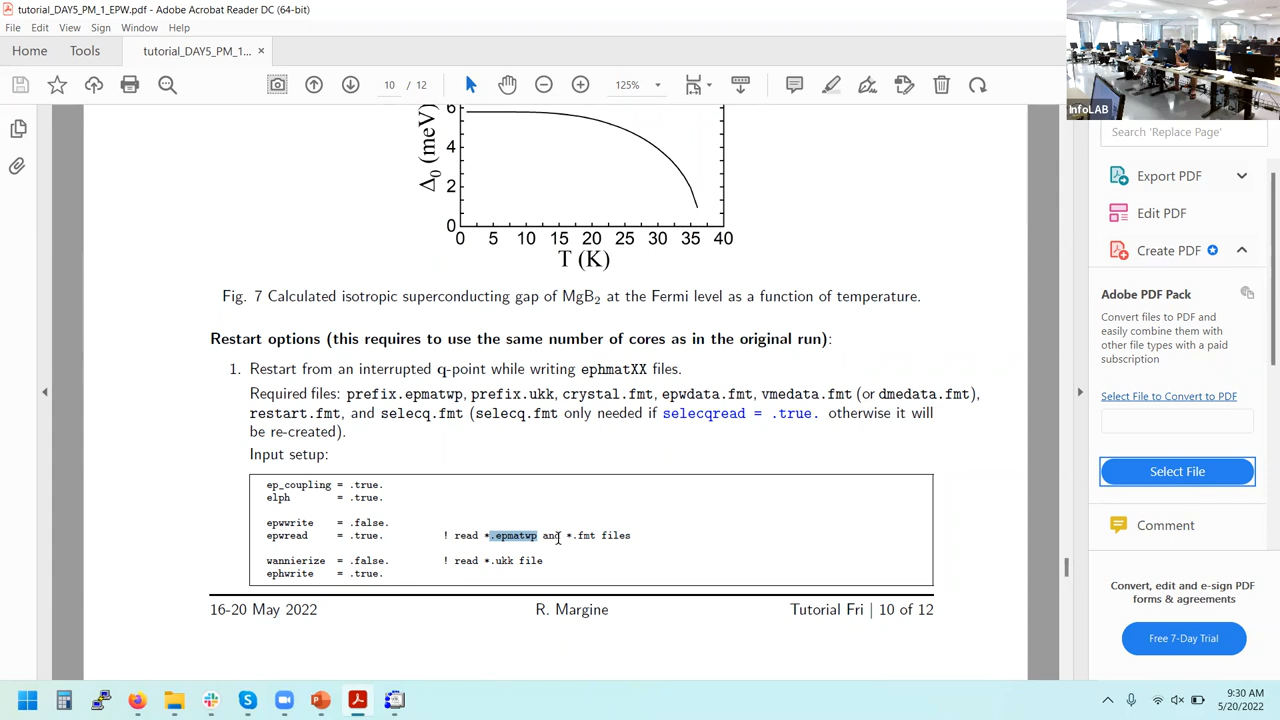 tutorial_DAY5_PM_1_EPW.pdf - Adobe Acrobat Reader DC (64-bit)
File Edit View Sign Window Help
Home Tools tutorial_DAY5_PM_1... ×
10 / 12 125%
InfoLAB
Search 'Replace Page'
Export PDF
Edit PDF
Create PDF
Adobe PDF Pack
Convert files to PDF and
easily combine them with
other file types with a paid
subscription
Select File to Convert to PDF
Select File
Comment
Convert, edit and e-sign PDF
forms & agreements
Free 7-Day Trial
Δ0 (meV)
6
4
2
0
0 5 10 15 20 25 30 35 40
T (K)
Fig. 7 Calculated isotropic superconducting gap of MgB2 at the Fermi level as a function of temperature.
Restart options (this requires to use the same number of cores as in the original run):
1. Restart from an interrupted q-point while writing ephmatXX files.
Required files: prefix.epmatwp, prefix.ukk, crystal.fmt, epwdata.fmt, vmedata.fmt (or dmedata.fmt),
restart.fmt, and selecq.fmt (selecq.fmt only needed if selecqread = .true. otherwise it will
be re-created).
Input setup:
ep_coupling = .true.
elph = .true.
epwwrite = .false.
epwread = .true. ! read *.epmatwp and *.fmt files
wannierize = .false. ! read *.ukk file
ephwrite = .true.
16-20 May 2022 R. Margine Tutorial Fri | 10 of 12
9:30 AM
5/20/2022